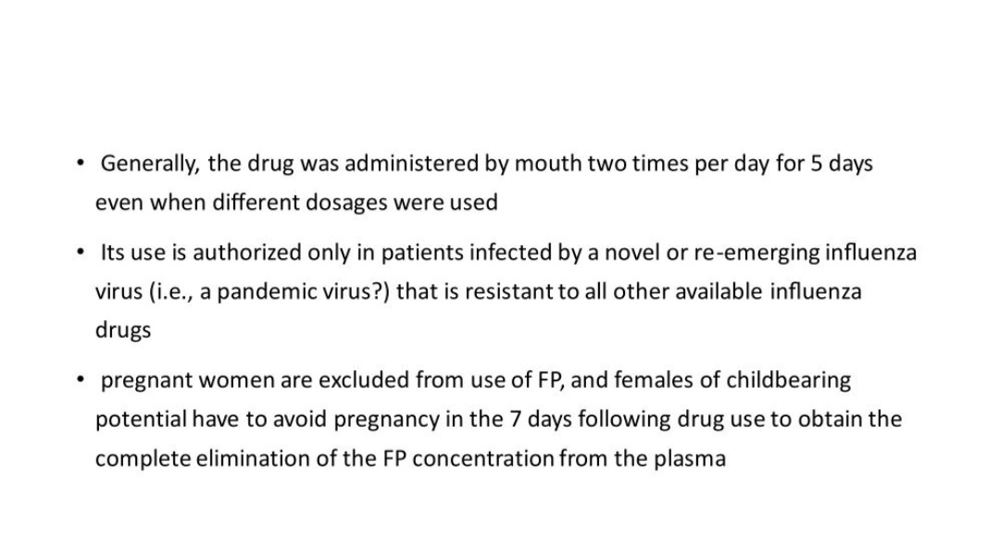 • Generally, the drug was administered by mouth two times per day for 5 days
even when different dosages were used
• Its use is authorized only in patients infected by a novel or re-emerging influenza
virus (i.e., a pandemic virus?) that is resistant to all other available influenza
drugs
• pregnant women are excluded from use of FP, and females of childbearing
potential have to avoid pregnancy in the 7 days following drug use to obtain the
complete elimination of the FP concentration from the plasma